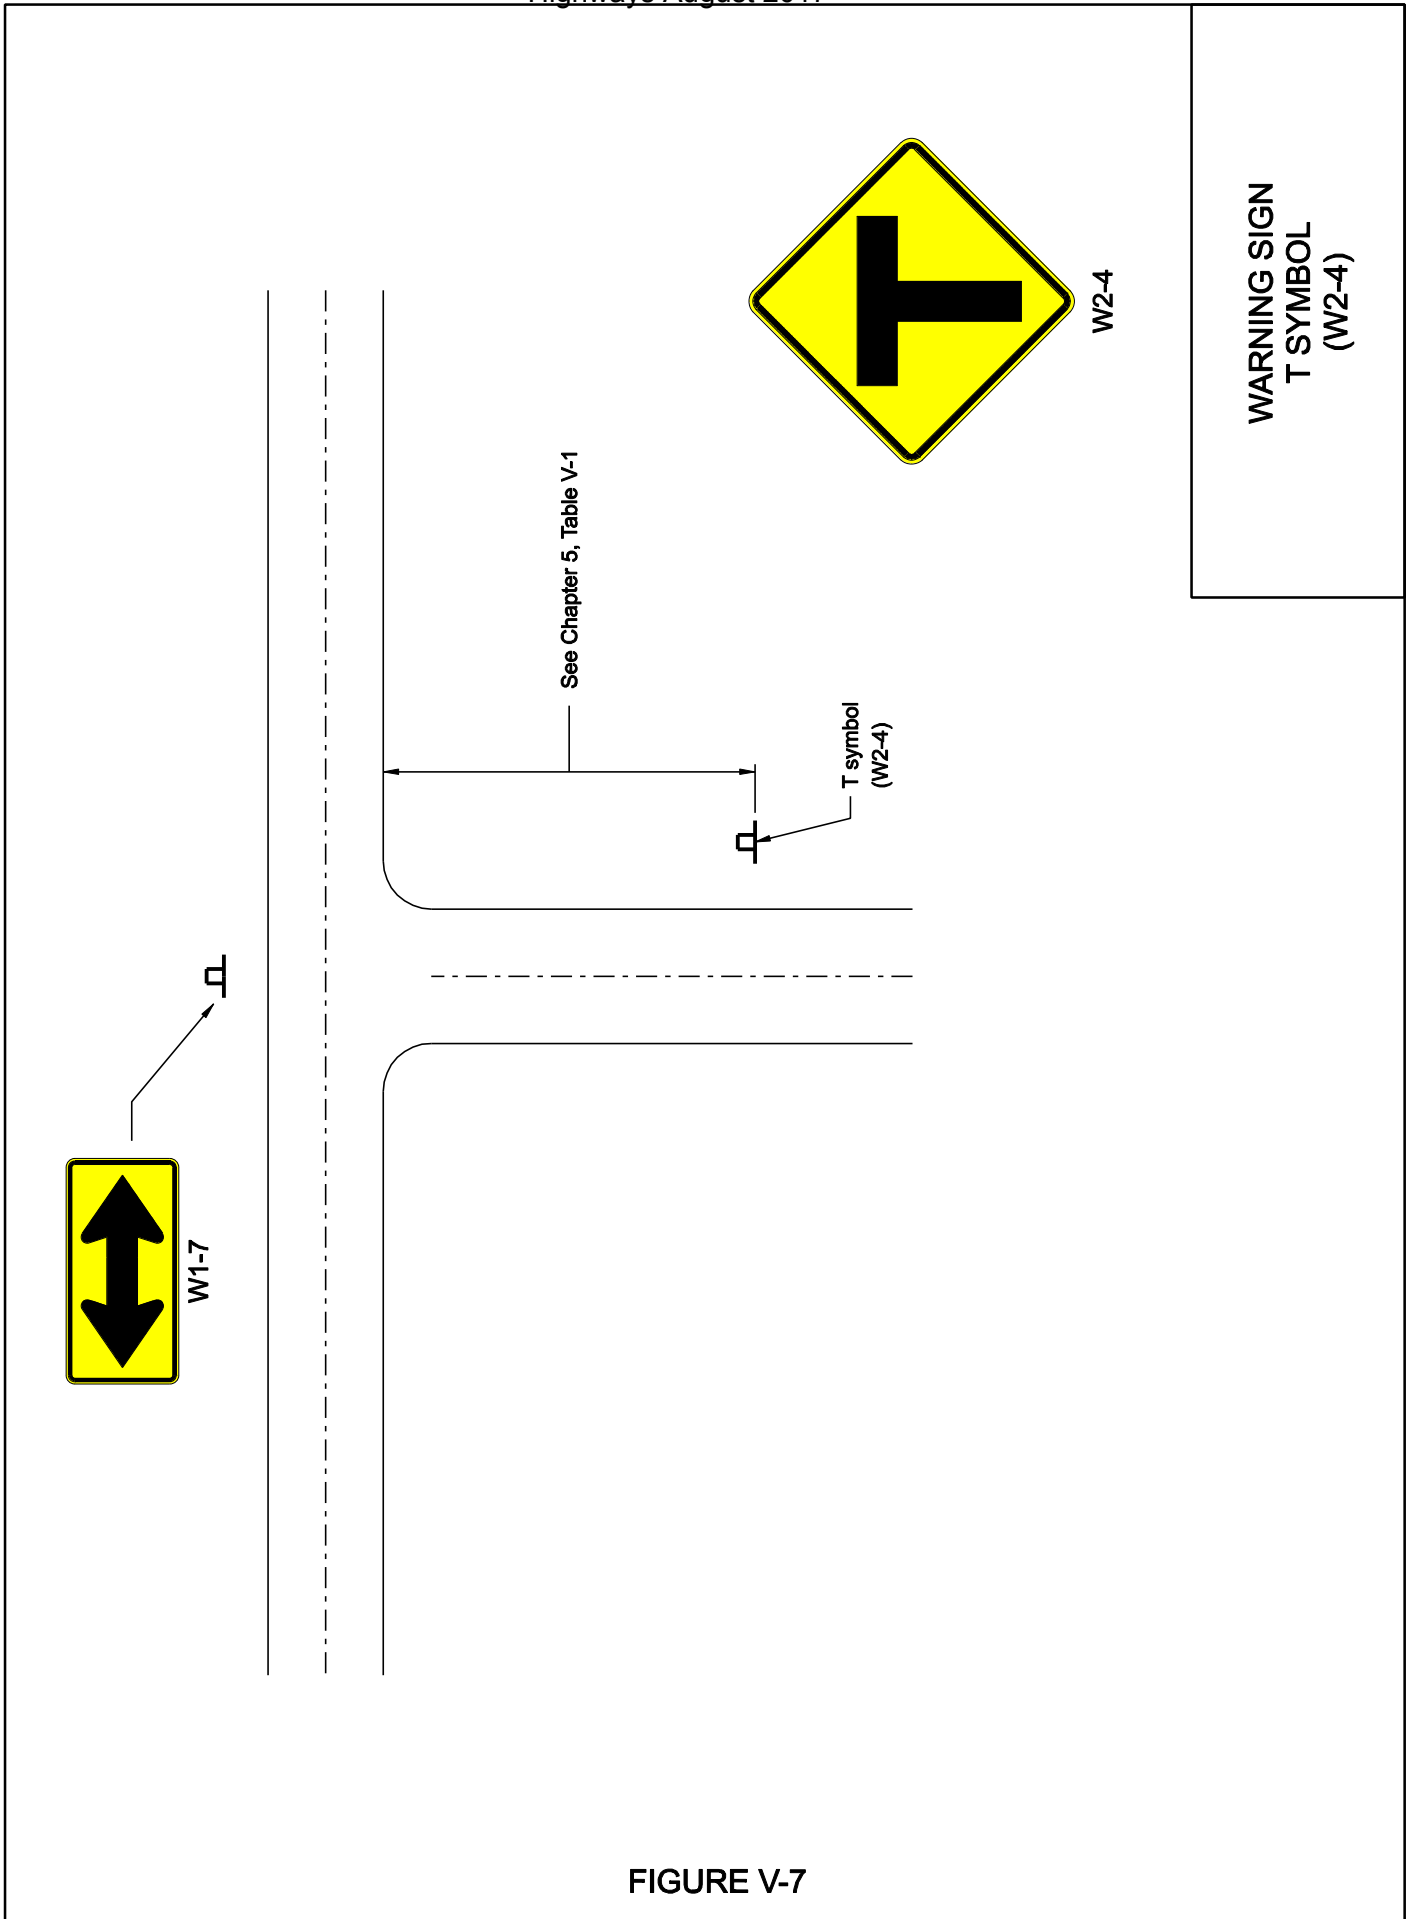 WARNING SIGN
T SYMBOL
(W2-4)
W2-4
See Chapter 5, Table V-1
T symbol
(W2-4)
W1-7
FIGURE V-7